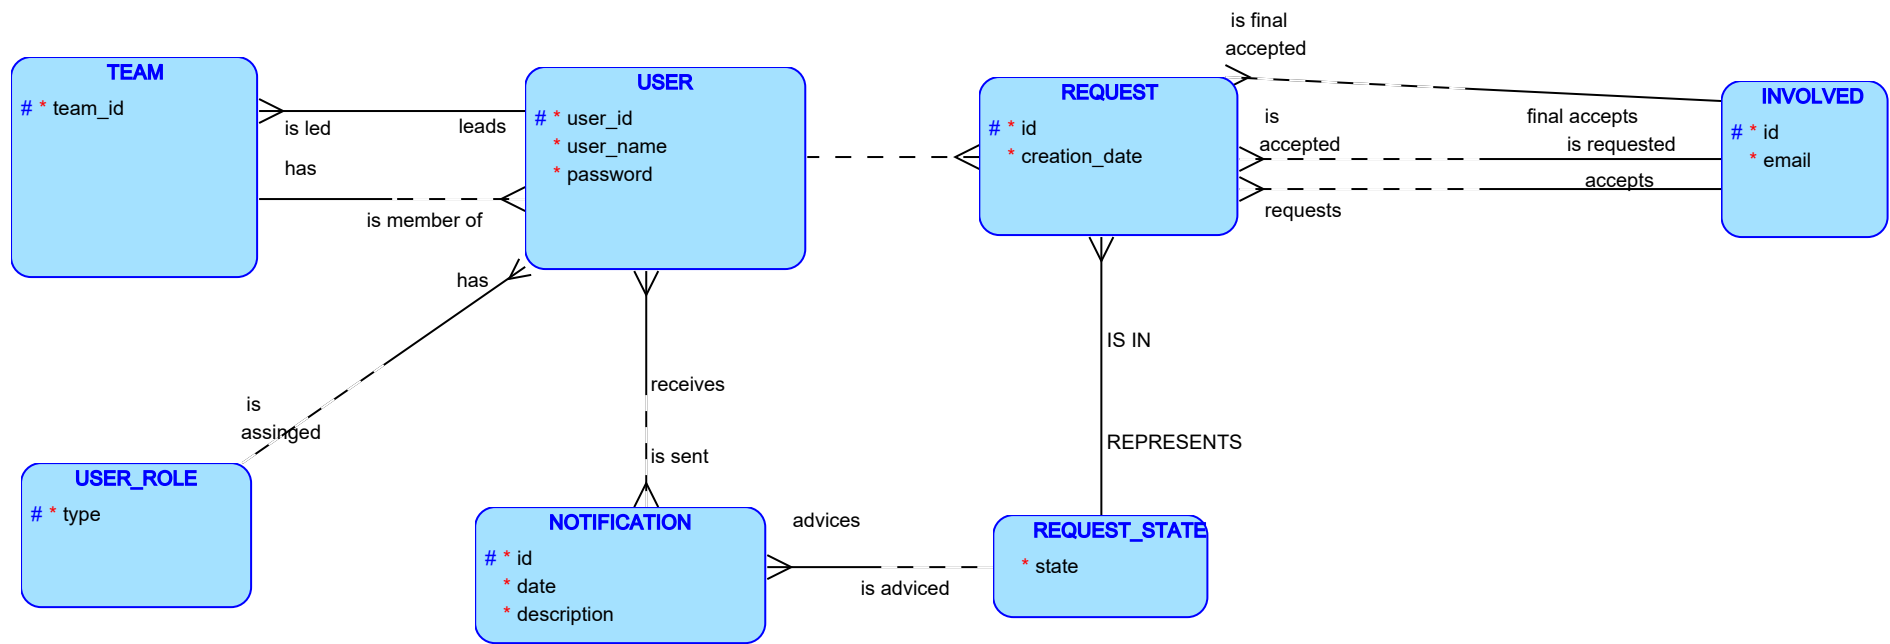 TEAM
# * team_id
is led
leads
has
is member of
USER
# * user_id
* user_name
* password
has
is
assinged
USER_ROLE
# * type
receives
is sent
NOTIFICATION
# * id
* date
* description
advices
is adviced
REQUEST
# * id
* creation_date
IS IN
REPRESENTS
REQUEST_STATE
* state
is final
accepted
is
accepted
requests
final accepts
is requested
accepts
INVOLVED
# * id
* email